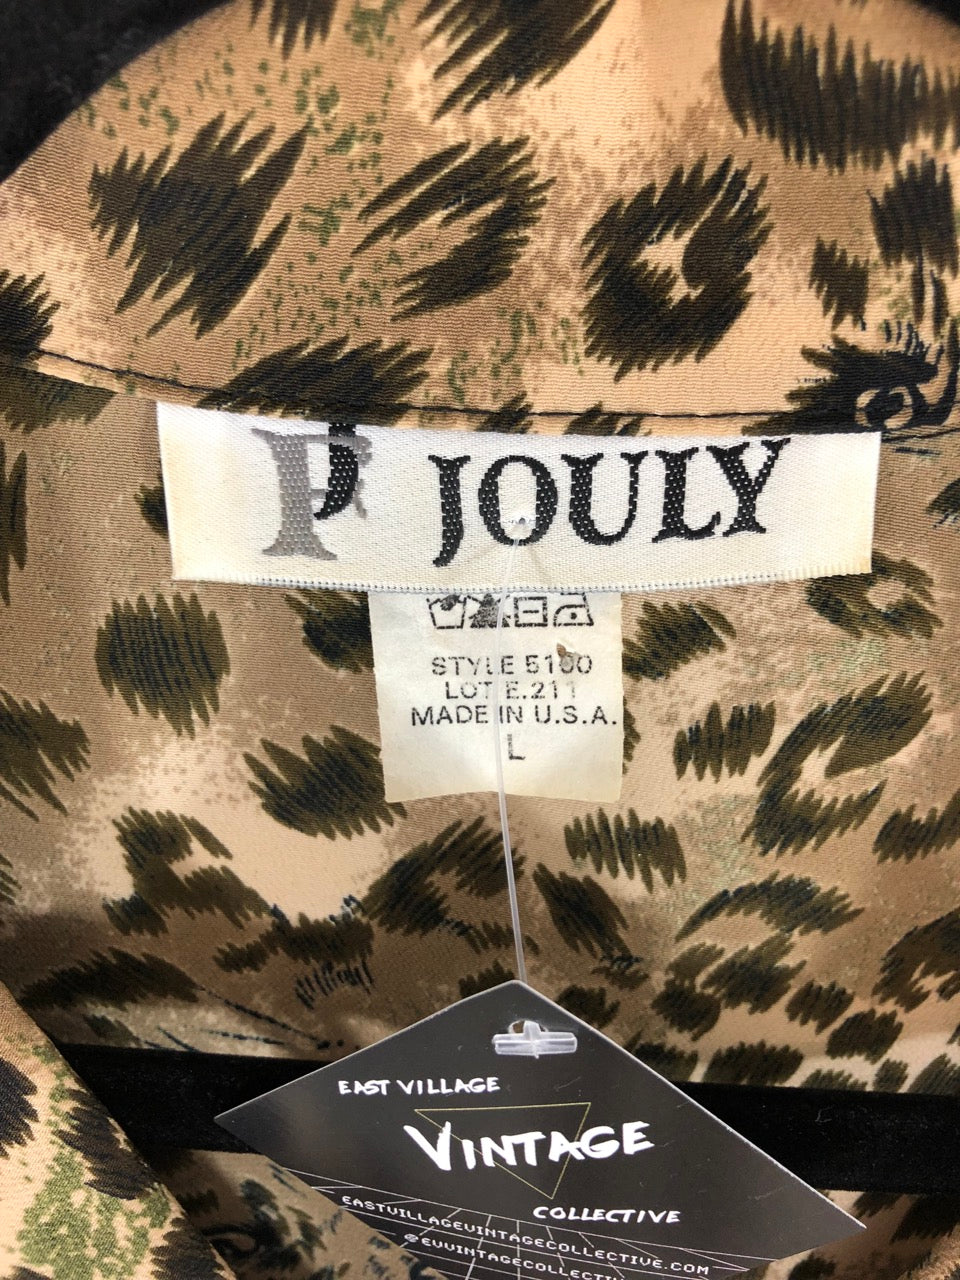 JOULY
STYLE 5100
LOT E.211
MADE IN U.S.A.
L
EAST VILLAGE
VINTAGE
COLLECTIVE
EASTVILLAGEVINTAGECOLLECTIVE.COM